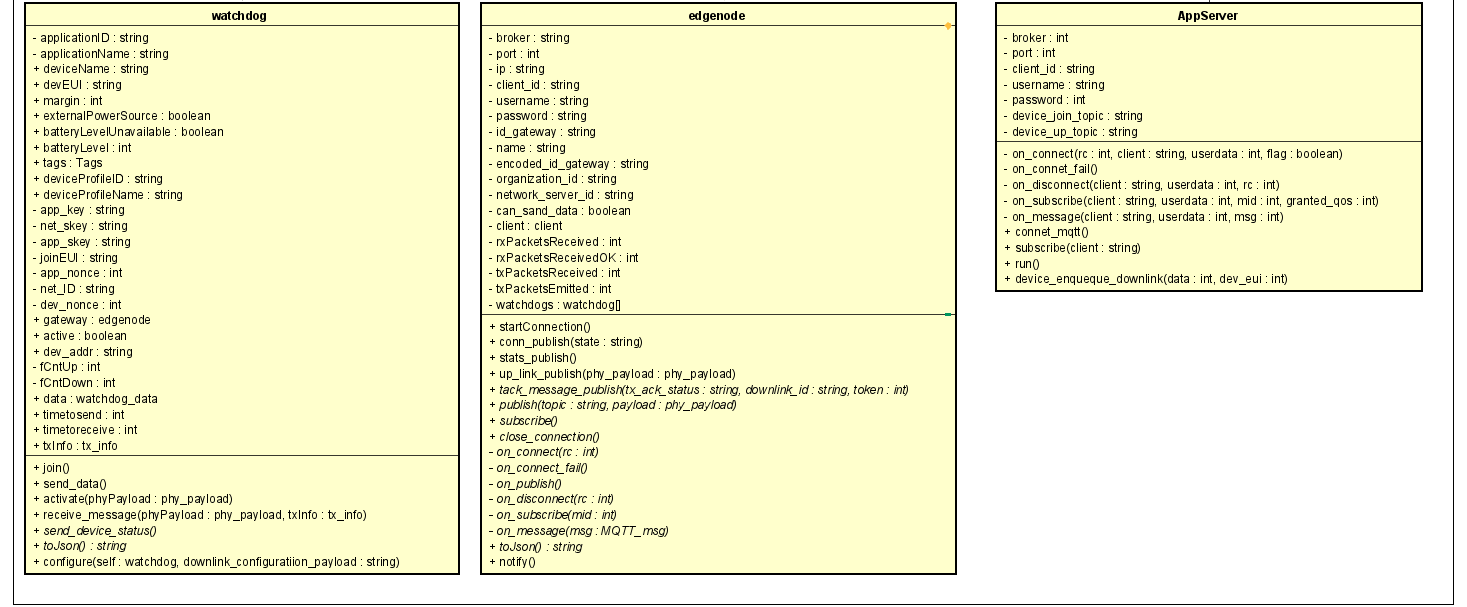 watchdog
- applicationID : string
- applicationName : string
+ deviceName : string
+ devEUI : string
+ margin : int
+ externalPowerSource : boolean
+ batteryLevelUnavailable : boolean
+ batteryLevel : int
+ tags : Tags
+ deviceProfileID : string
+ deviceProfileName : string
- app_key : string
- net_skey : string
- app_skey : string
- joinEUI : string
- app_nonce : int
- net_ID : string
- dev_nonce : int
+ gateway : edgenode
+ active : boolean
+ dev_addr : string
- fCntUp : int
- fCntDown : int
+ data : watchdog_data
+ timetosend : int
+ timetoreceive : int
+ txInfo : tx_info
+ join()
+ send_data()
+ activate(phyPayload : phy_payload)
+ receive_message(phyPayload : phy_payload, txInfo : tx_info)
+ send_device_status()
+ toJson() : string
+ configure(self : watchdog, downlink_configuratiion_payload : string)
edgenode
- broker : string
- port : int
- ip : string
- client_id : string
- username : string
- password : string
- id_gateway : string
- name : string
- encoded_id_gateway : string
- organization_id : string
- network_server_id : string
- can_sand_data : boolean
- client : client
- rxPacketsReceived : int
- rxPacketsReceivedOK : int
- txPacketsReceived : int
- txPacketsEmitted : int
- watchdogs : watchdog[]
+ startConnection()
+ conn_publish(state : string)
+ stats_publish()
+ up_link_publish(phy_payload : phy_payload)
+ tack_message_publish(tx_ack_status : string, downlink_id : string, token : int)
+ publish(topic : string, payload : phy_payload)
+ subscribe()
+ close_connection()
- on_connect(rc : int)
- on_connect_fail()
- on_publish()
- on_disconnect(rc : int)
- on_subscribe(mid : int)
- on_message(msg : MQTT_msg)
+ toJson() : string
+ notify()
AppServer
- broker : int
- port : int
- client_id : string
- username : string
- password : int
- device_join_topic : string
- device_up_topic : string
- on_connect(rc : int, client : string, userdata : int, flag : boolean)
- on_connet_fail()
- on_disconnect(client : string, userdata : int, rc : int)
- on_subscribe(client : string, userdata : int, mid : int, granted_qos : int)
- on_message(client : string, userdata : int, msg : int)
+ connet_mqtt()
+ subscribe(client : string)
+ run()
+ device_enqueque_downlink(data : int, dev_eui : int)